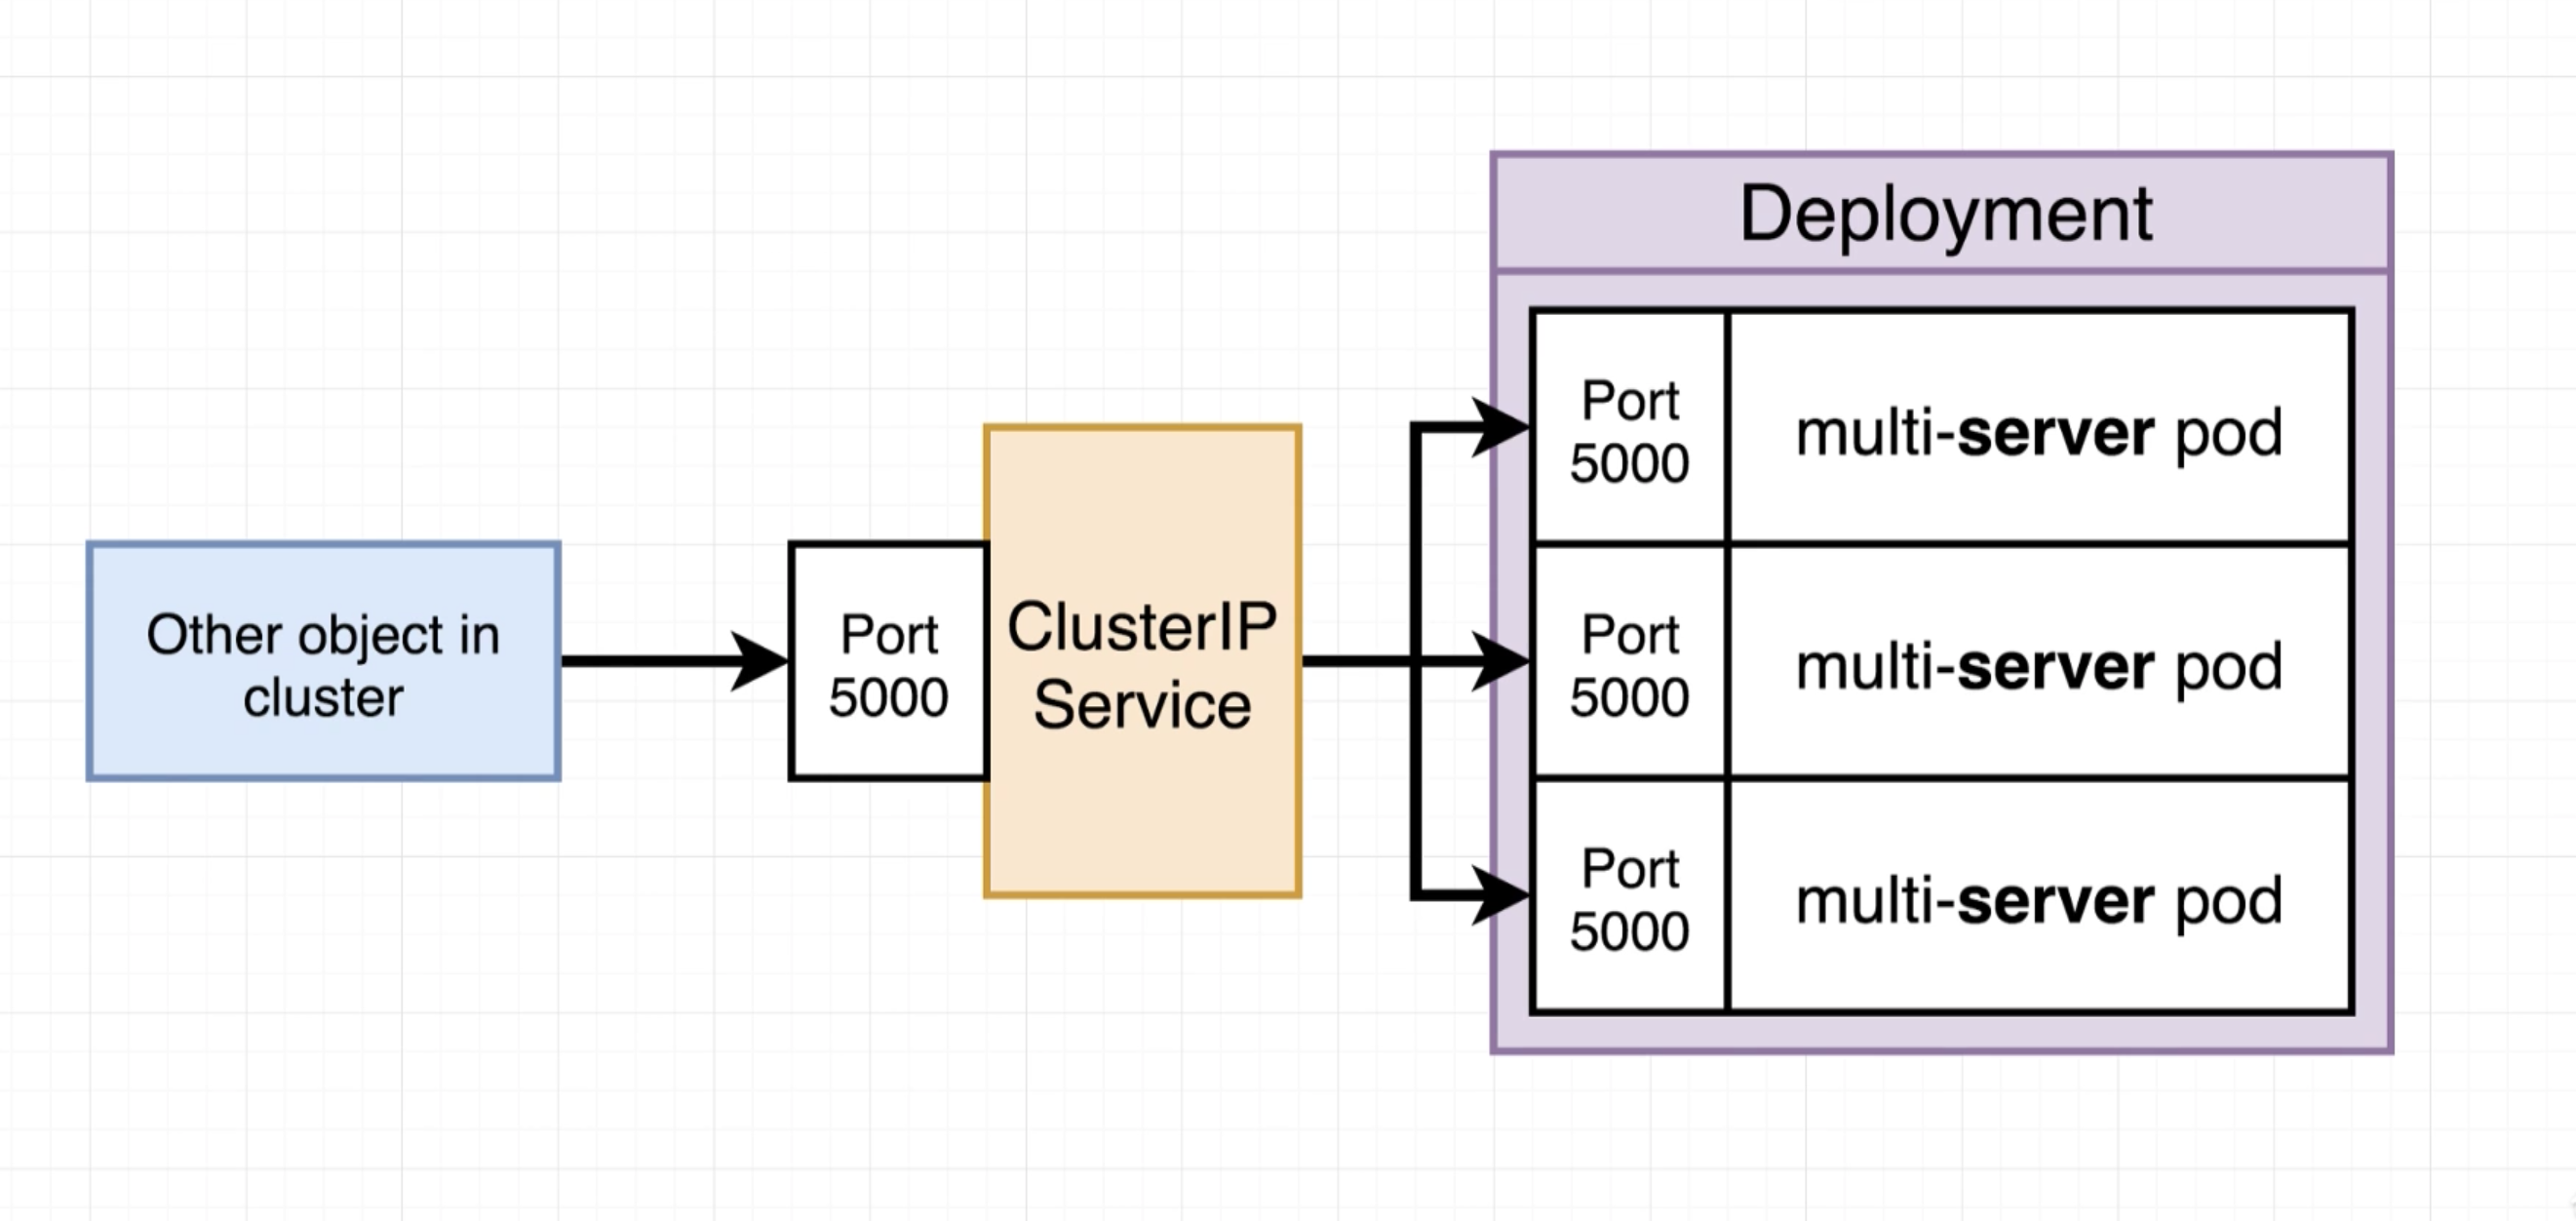 Deployment
Other object in
cluster
Port
5000
ClusterIP
Service
Port
5000
multi-server pod
Port
5000
multi-server pod
Port
5000
multi-server pod